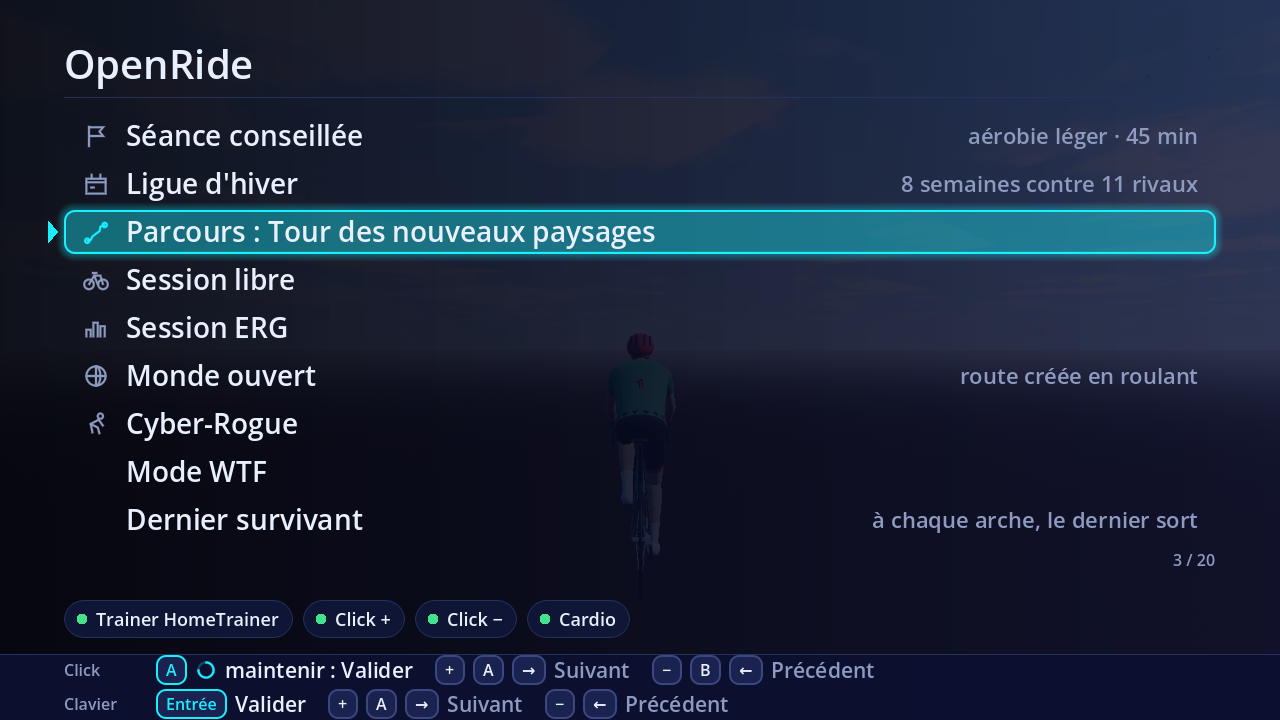 OpenRide
Séance conseillée aérobie léger · 45 min
Ligue d'hiver 8 semaines contre 11 rivaux
Parcours : Tour des nouveaux paysages
Session libre
Session ERG
Monde ouvert route créée en roulant
Cyber-Rogue
Mode WTF
Dernier survivant à chaque arche, le dernier sort
3 / 20
Trainer HomeTrainer Click + Click − Cardio
Click A maintenir : Valider + A → Suivant − B ← Précédent
Clavier Entrée Valider + A → Suivant − ← Précédent